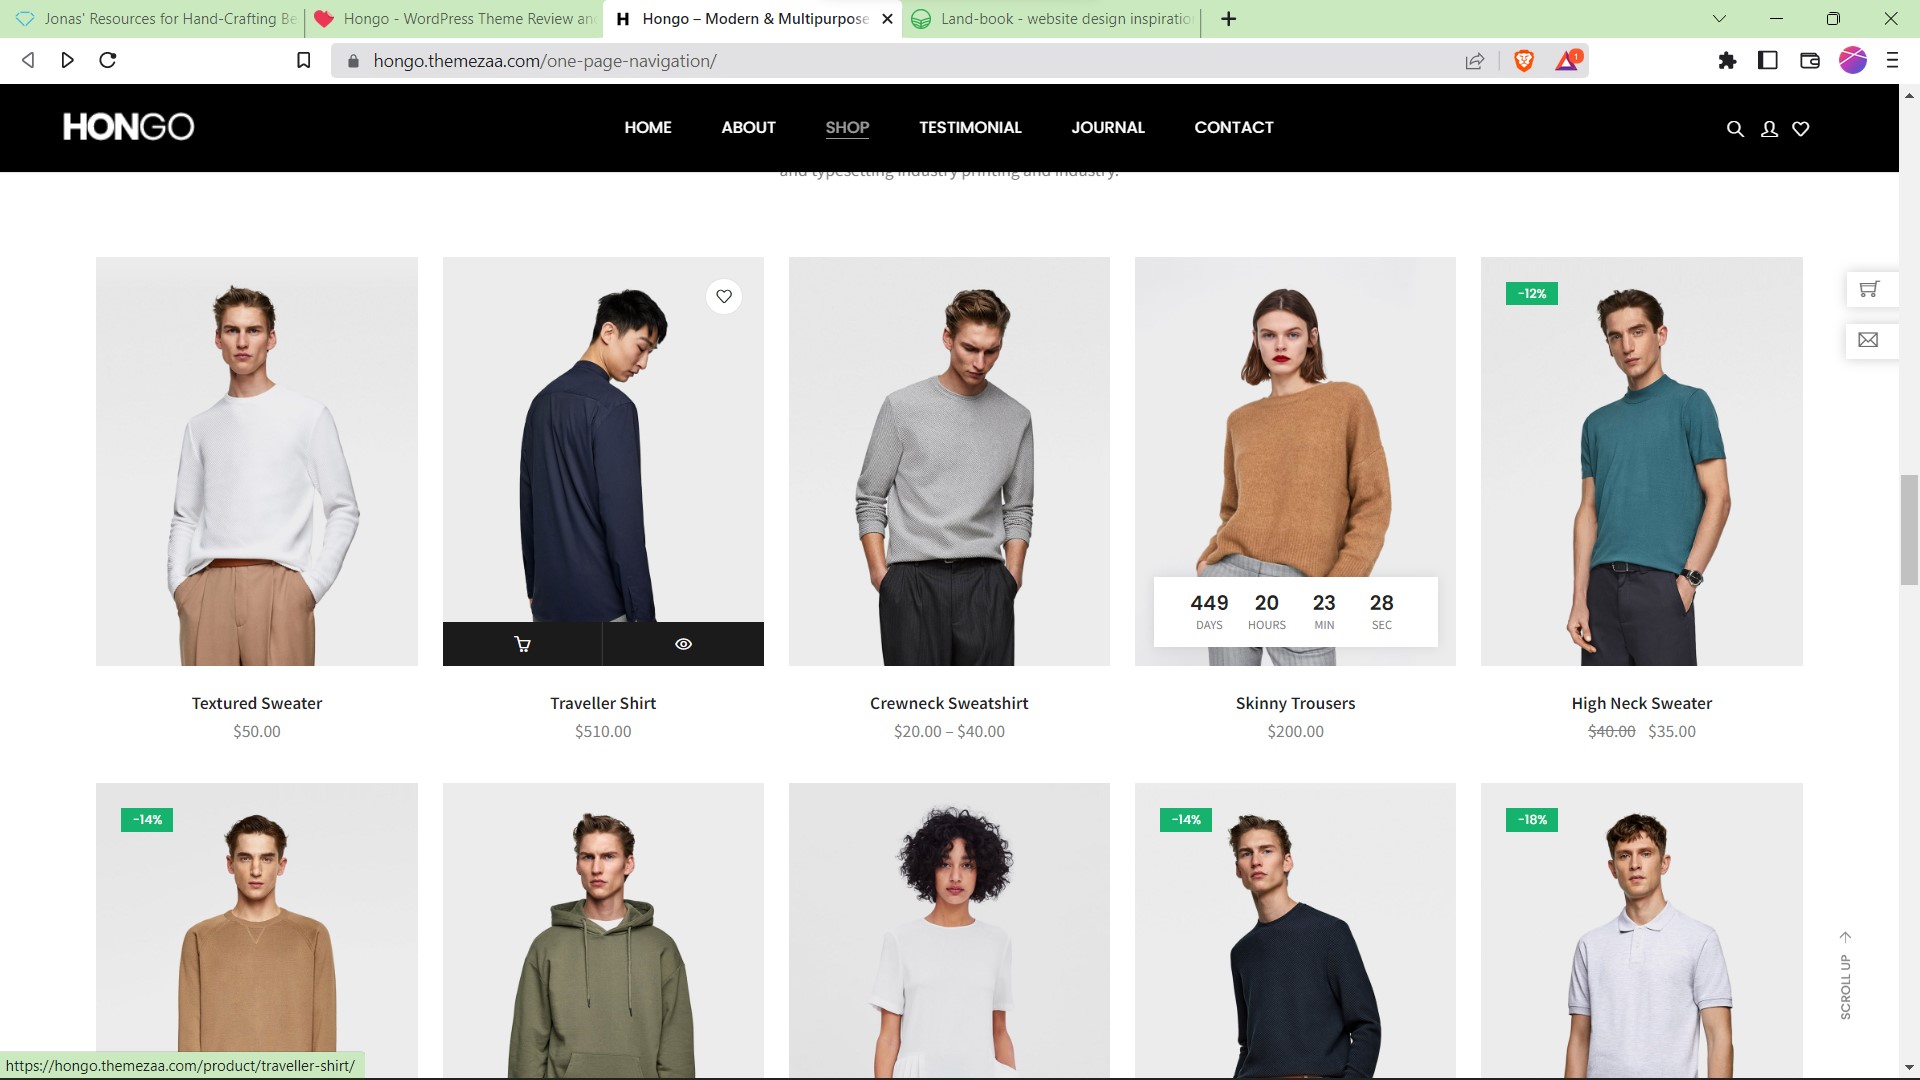 Jonas' Resources for Hand-Crafting Be
Hongo - WordPress Theme Review an
H Hongo – Modern & Multipurpose
Land-book - website design inspiration
hongo.themezaa.com/one-page-navigation/
1
HONGO
HOME
ABOUT
SHOP
TESTIMONIAL
JOURNAL
CONTACT
and typesetting industry printing and industry.
-12%
449 20 23 28
DAYS HOURS MIN SEC
Textured Sweater
$50.00
Traveller Shirt
$510.00
Crewneck Sweatshirt
$20.00 – $40.00
Skinny Trousers
$200.00
High Neck Sweater
$40.00 $35.00
-14%
-14%
-18%
SCROLL UP
https://hongo.themezaa.com/product/traveller-shirt/